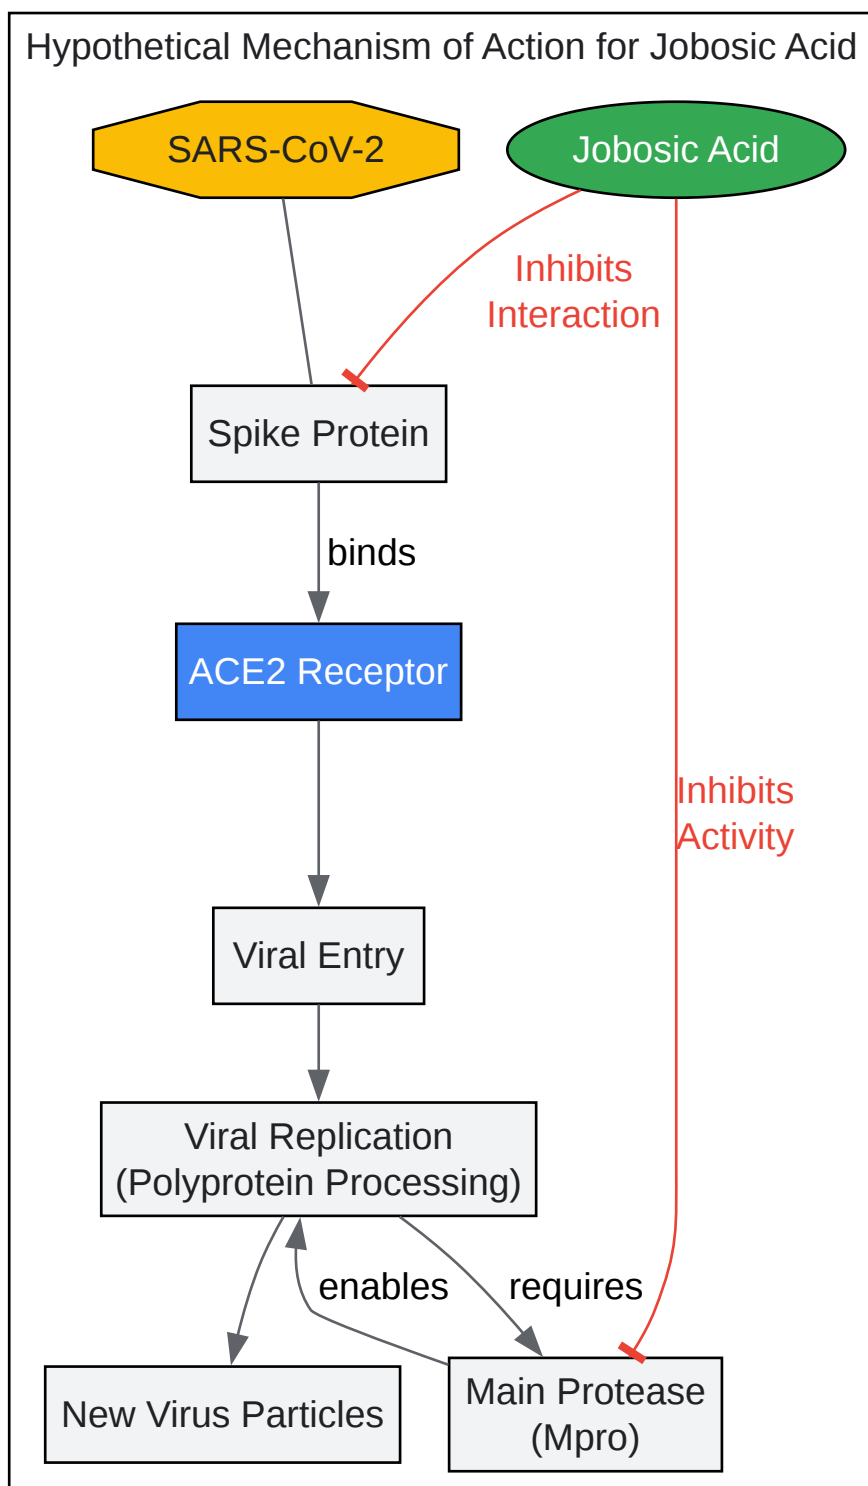 Hypothetical Mechanism of Action for Jobosic Acid
SARS-CoV-2
Jobosic Acid
Inhibits
Interaction
Spike Protein
binds
ACE2 Receptor
Inhibits
Activity
Viral Entry
Viral Replication
(Polyprotein Processing)
enables
requires
New Virus Particles
Main Protease
(Mpro)